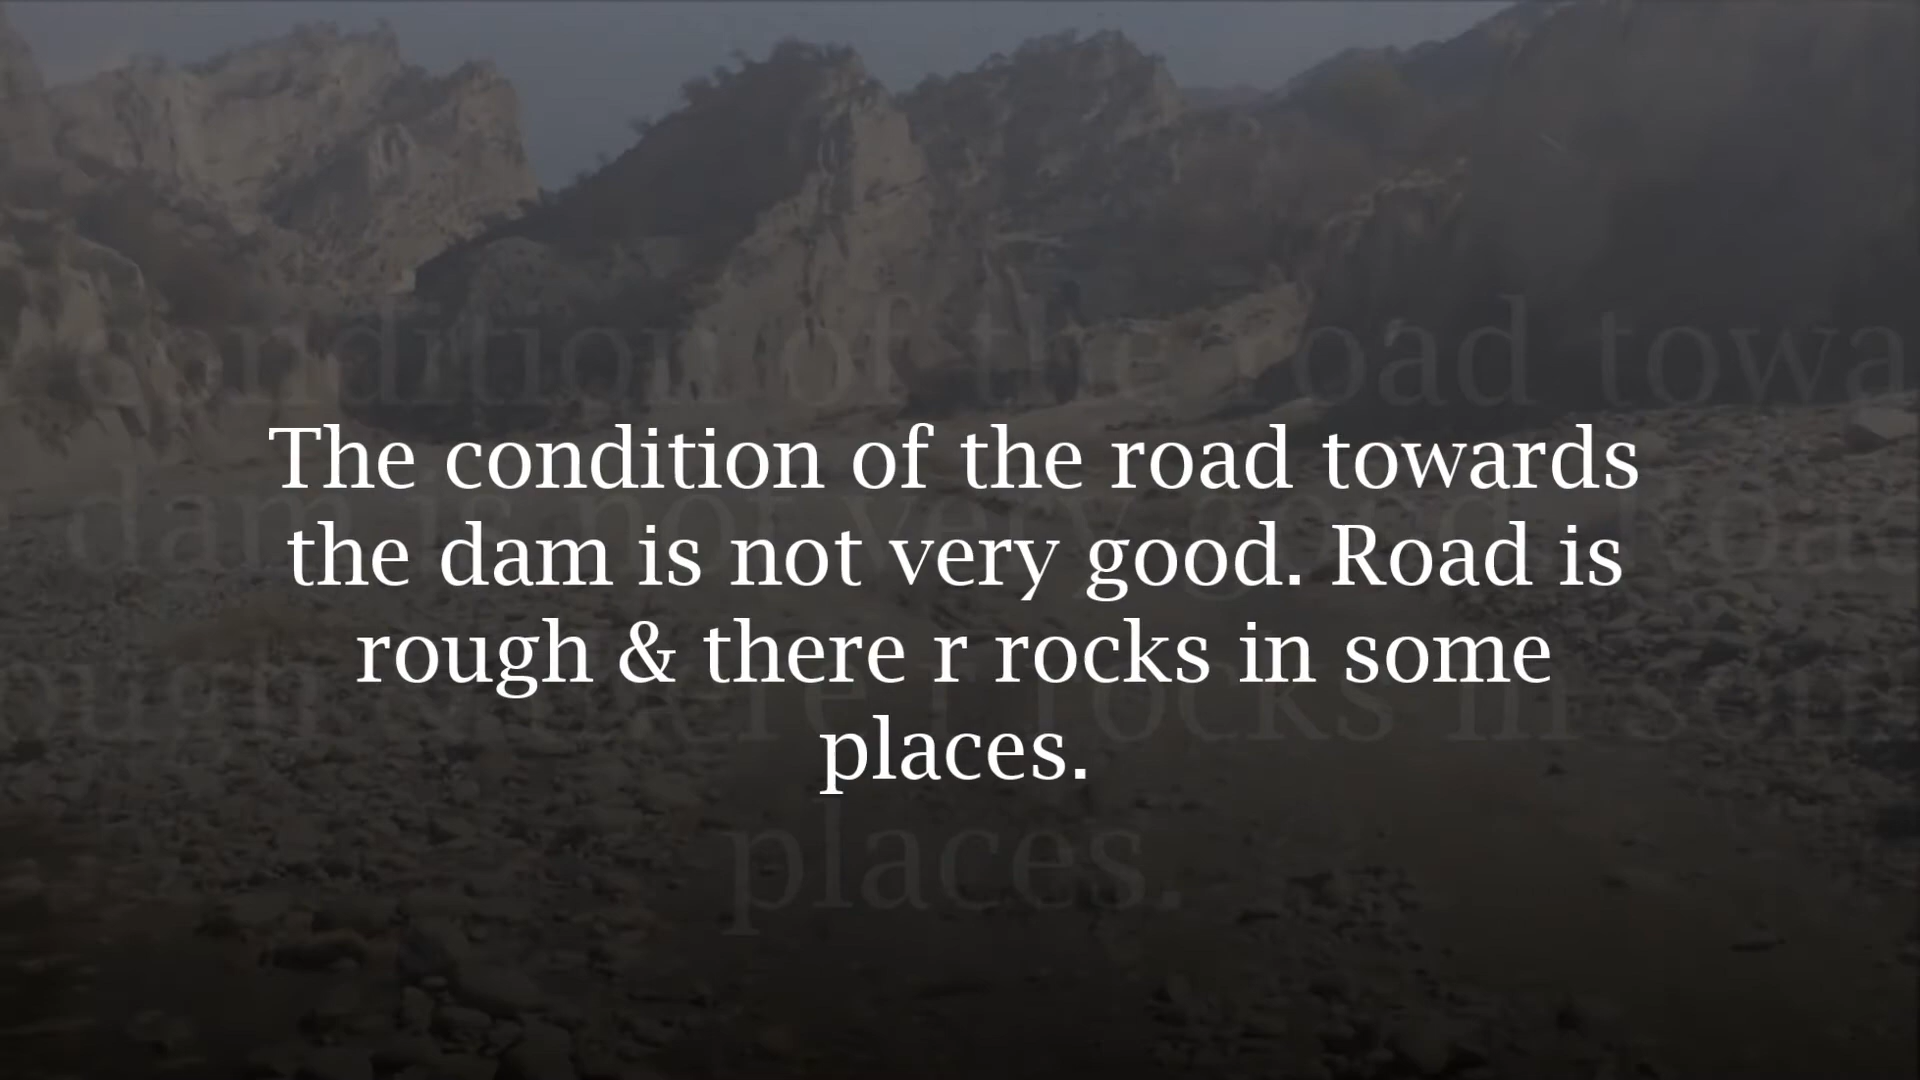 The condition of the road towards
the dam is not very good. Road is
rough & there r rocks in some
places.